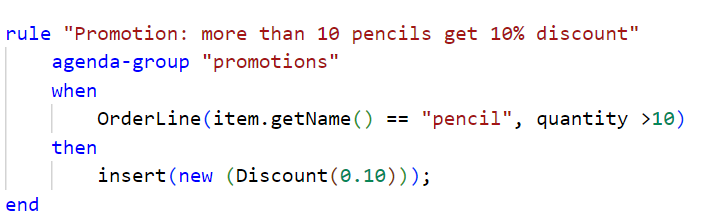 rule "Promotion: more than 10 pencils get 10% discount"
agenda-group "promotions"
when
OrderLine(item.getName() == "pencil", quantity >10)
then
insert(new (Discount(0.10)));
end